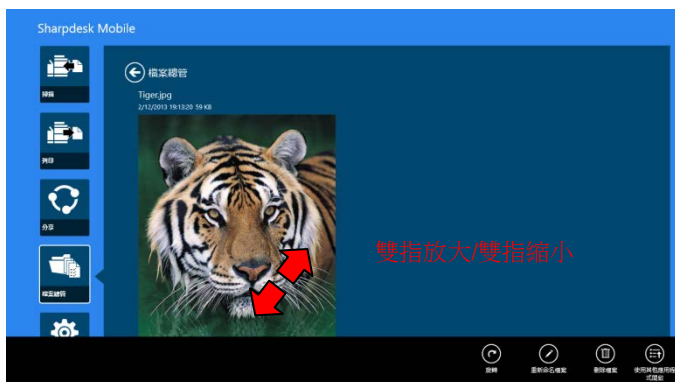 Sharpdesk Mobile
檔案總管
Tiger.jpg
2/12/2013 19:13:20 59 KB
掃描
列印
分享
檔案總管
雙指放大/雙指縮小
旋轉
重新命名檔案
刪除檔案
使用其他應用程
式開啟